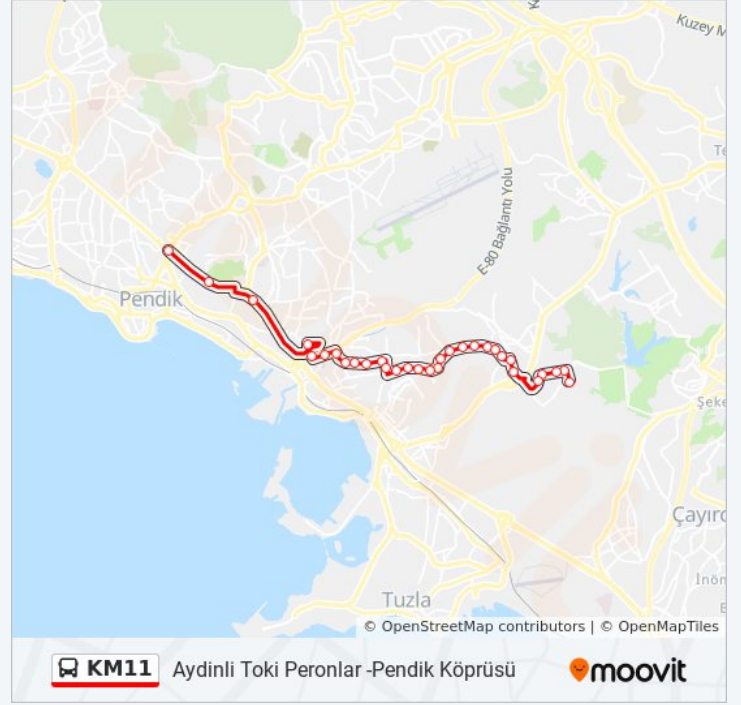 Kuzey M
Te
E-80 Bağlantı Yolu
Pendik
Şeke
Çayıro
İnön
E
Tuzla
© OpenStreetMap contributors | © OpenMapTiles
KM11 Aydinli Toki Peronlar -Pendik Köprüsü
moovit